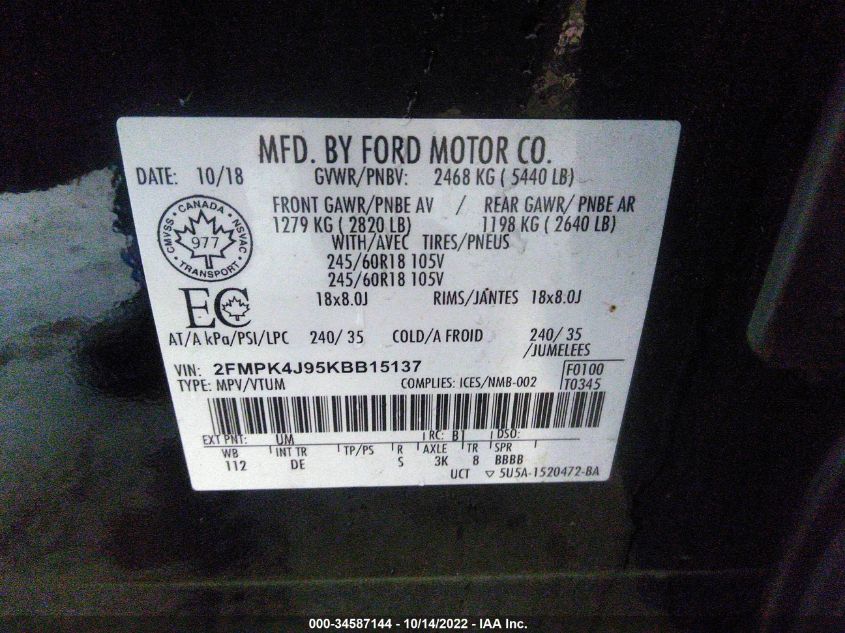 MFD. BY FORD MOTOR CO.
DATE: 10/18 GVWR/PNBV: 2468 KG ( 5440 LB)
FRONT GAWR/PNBE AV / REAR GAWR/ PNBE AR
1279 KG ( 2820 LB) 1198 KG ( 2640 LB)
WITH/AVEC TIRES/PNEUS
245/60R18 105V
245/60R18 105V
18x8.0J RIMS/JANTES 18x8.0J
CANADA
CMVSS NSVAC
977
TRANSPORT
EC
AT/A kPa/PSI/LPC 240/ 35 COLD/A FROID 240/ 35
/JUMELEES
VIN: 2FMPK4J95KBB15137 F0100
TYPE: MPV/VTUM COMPLIES: ICES/NMB-002 T0345
EXT PNT: UM RC: BJ DSO:
WB INT TR TP/PS R AXLE TR SPR
112 DE S 3K 8 BBBB
UCT ▽ 5U5A-1520472-BA
000-34587144 - 10/14/2022 - IAA Inc.